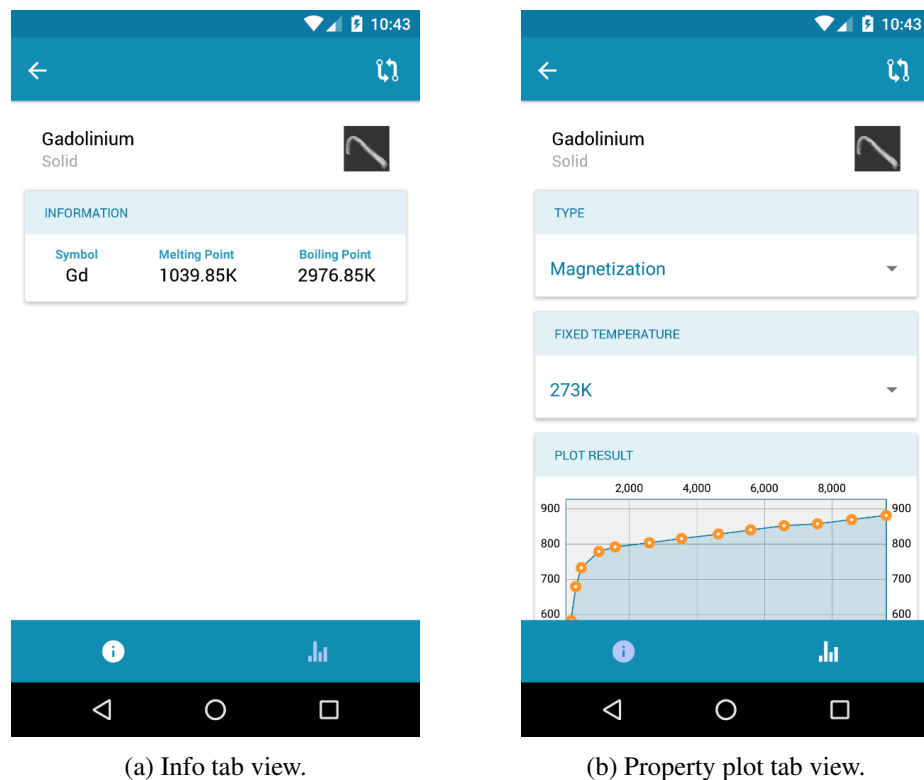 10:43
Gadolinium
Solid
INFORMATION
Symbol Melting Point Boiling Point
Gd 1039.85K 2976.85K
(a) Info tab view.
10:43
Gadolinium
Solid
TYPE
Magnetization
FIXED TEMPERATURE
273K
PLOT RESULT
2,000 4,000 6,000 8,000
900 900
800 800
700 700
600 600
(b) Property plot tab view.